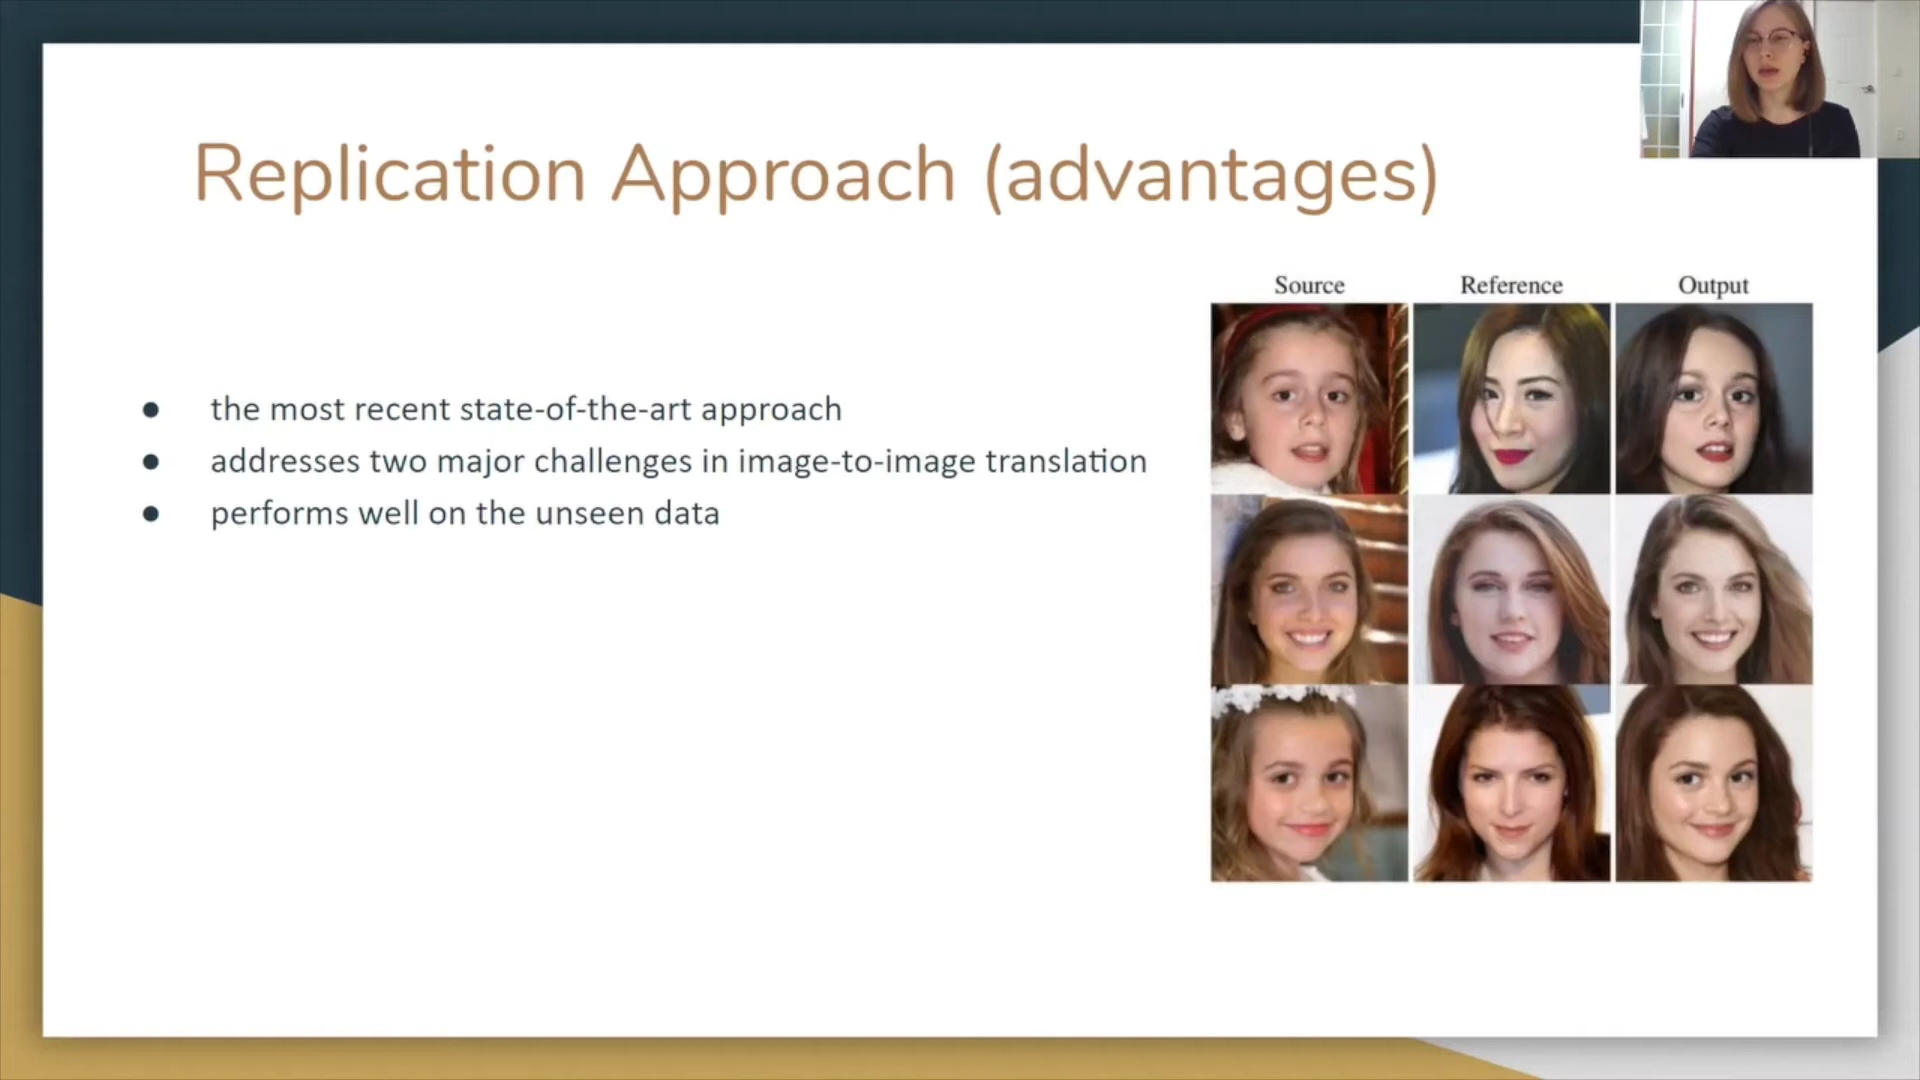 Replication Approach (advantages)
● the most recent state-of-the-art approach
● addresses two major challenges in image-to-image translation
● performs well on the unseen data
Source Reference Output